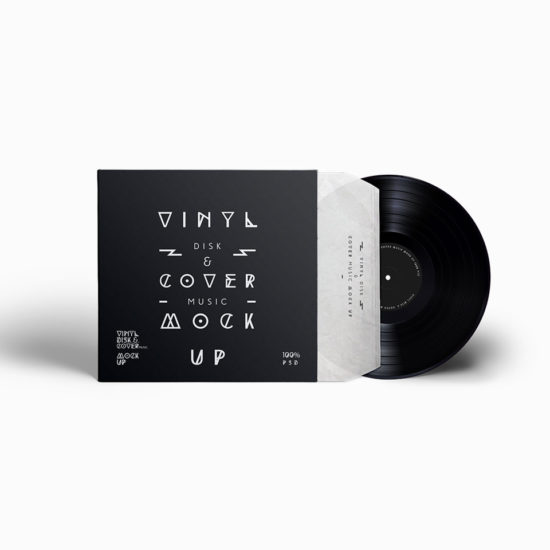 VINYL
DISK
&
COVER
MUSIC
MOCK
UP
VINYL
DISK &
COVER MUSIC
MOCK
UP
100%
PSD
VINYL DISK
&
COVER MUSIC MOCK UP